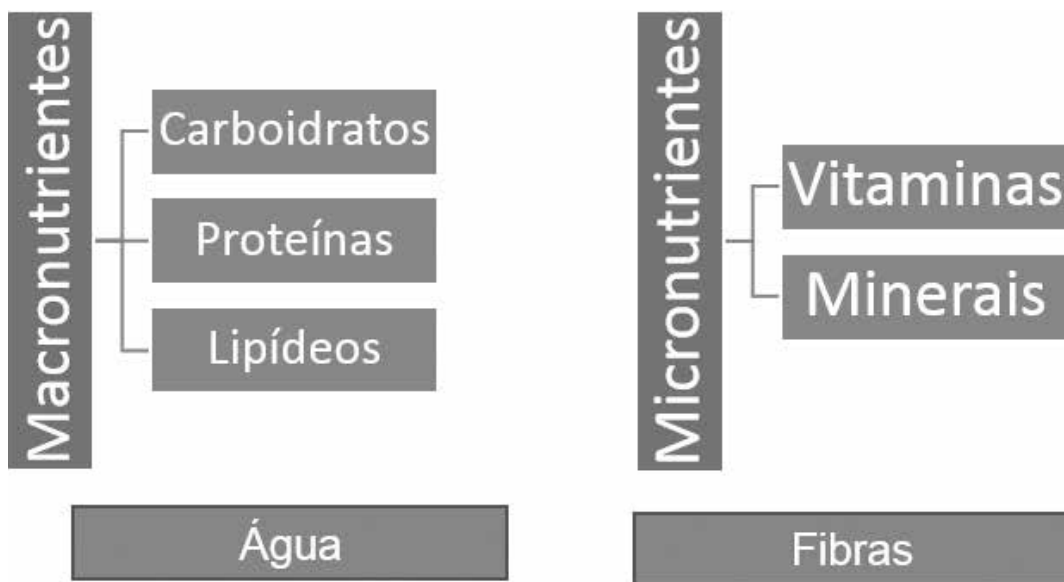 Macronutrientes
Carboidratos
Proteínas
Lipídeos
Água
Micronutrientes
Vitaminas
Minerais
Fibras